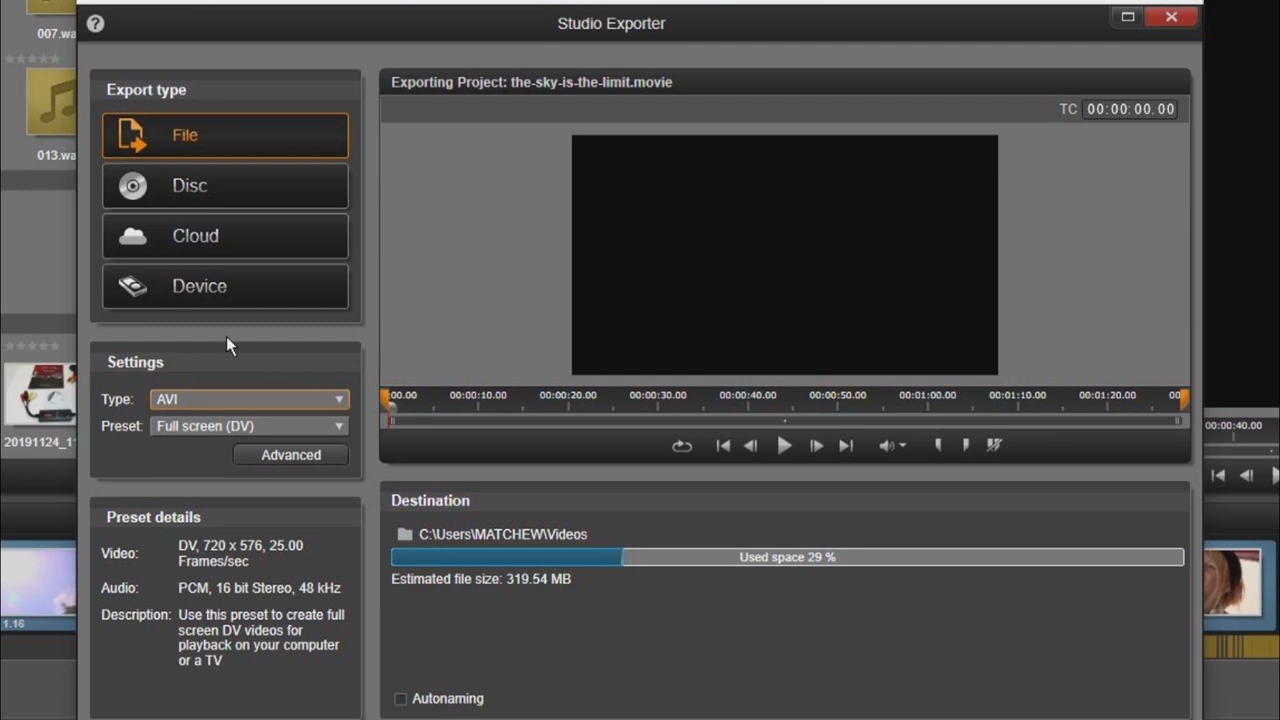 Studio Exporter
?
007.wa
013.wa
Export type
File
Disc
Cloud
Device
Exporting Project: the-sky-is-the-limit.movie
TC 00:00:00.00
:00.00 00:00:10.00 00:00:20.00 00:00:30.00 00:00:40.00 00:00:50.00 00:01:00.00 00:01:10.00 00:01:20.00 00:
Settings
Type: AVI
Preset: Full screen (DV)
Advanced
20191124_1
00:00:40.00
Preset details
Video: DV, 720 x 576, 25.00
Frames/sec
Audio: PCM, 16 bit Stereo, 48 kHz
Description: Use this preset to create full
screen DV videos for
playback on your computer
or a TV
1.16
Destination
C:\Users\MATCHEW\Videos
Used space 29 %
Estimated file size: 319.54 MB
Autonaming